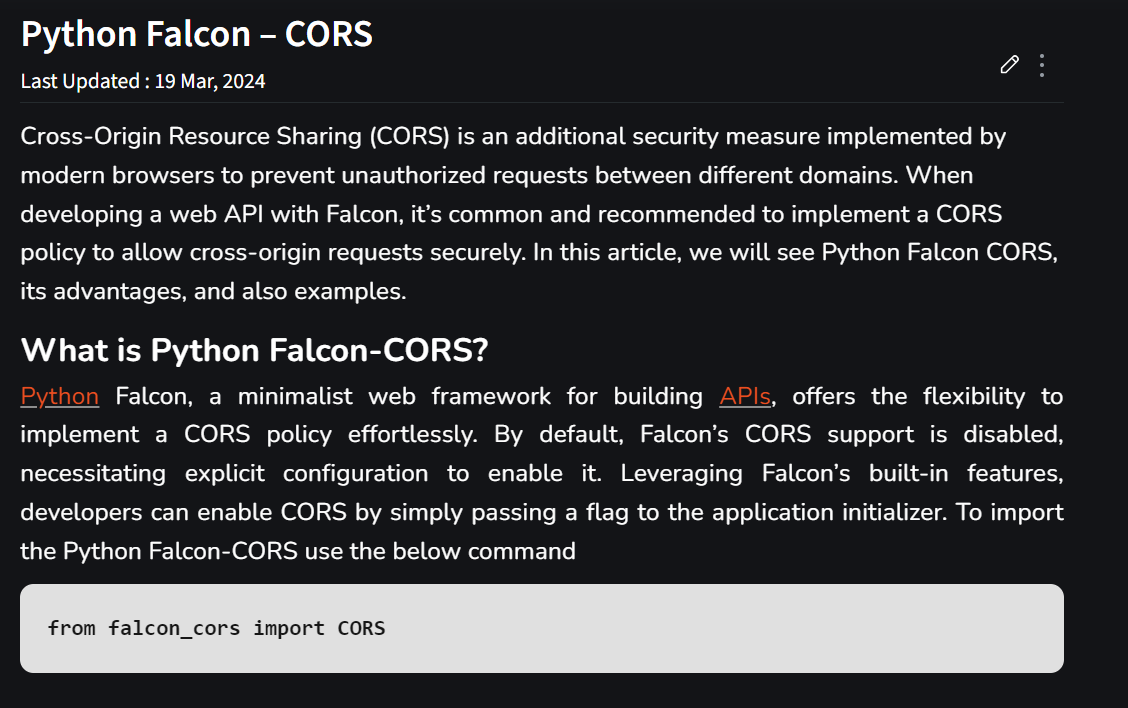 Python Falcon – CORS
Last Updated : 19 Mar, 2024
Cross-Origin Resource Sharing (CORS) is an additional security measure implemented by
modern browsers to prevent unauthorized requests between different domains. When
developing a web API with Falcon, it’s common and recommended to implement a CORS
policy to allow cross-origin requests securely. In this article, we will see Python Falcon CORS,
its advantages, and also examples.
What is Python Falcon-CORS?
Python Falcon, a minimalist web framework for building APIs, offers the flexibility to
implement a CORS policy effortlessly. By default, Falcon’s CORS support is disabled,
necessitating explicit configuration to enable it. Leveraging Falcon’s built-in features,
developers can enable CORS by simply passing a flag to the application initializer. To import
the Python Falcon-CORS use the below command
from falcon_cors import CORS